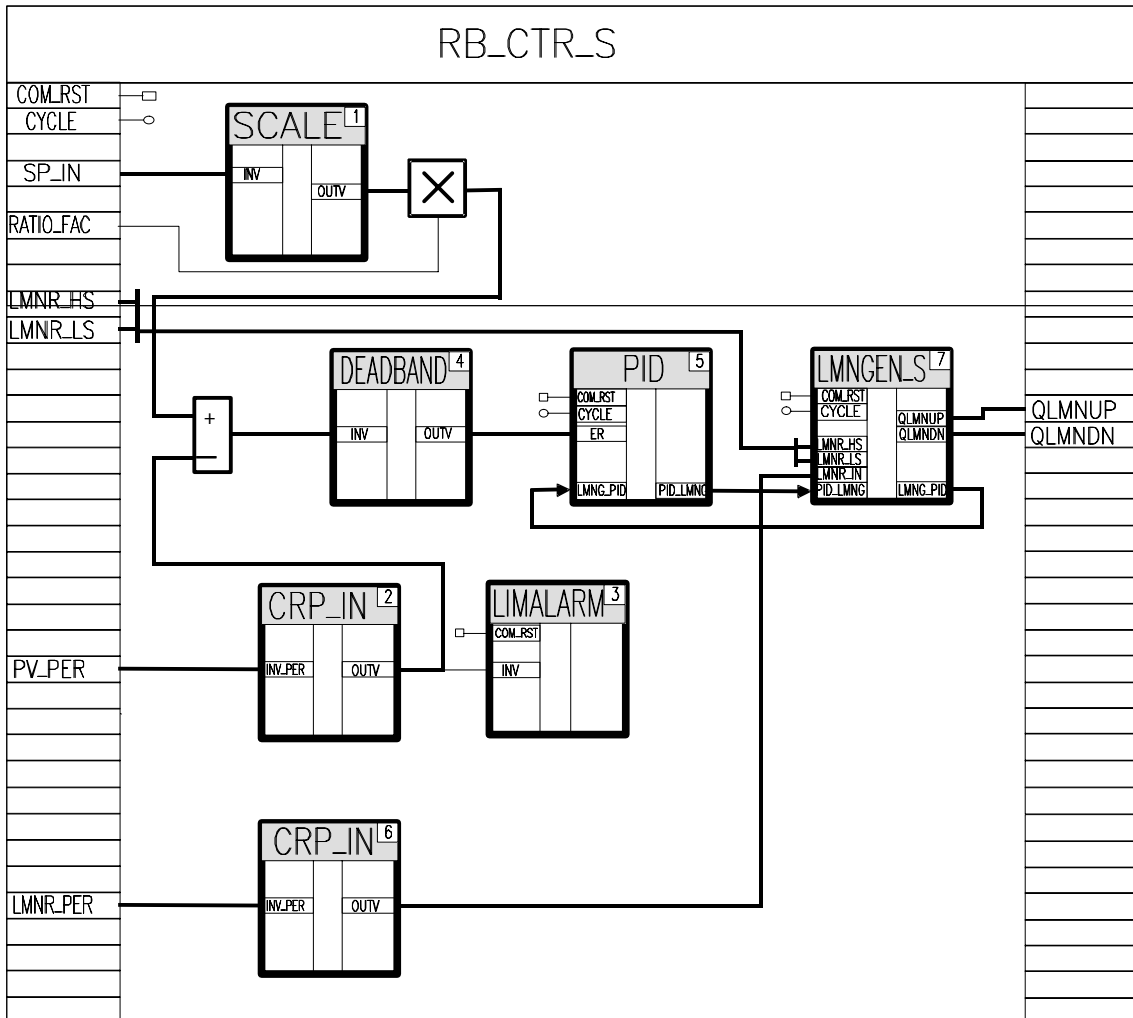 RB_CTR_S
COM_RST
CYCLE
SP_IN
RATIO_FAC
LMNR_HS
LMNR_LS
PV_PER
LMNR_PER
SCALE 1
INV
OUTV
X
+
−
DEADBAND 4
INV
OUTV
PID 5
COM_RST
CYCLE
ER
LMNG_PID
PID_LMNG
LMNGEN_S 7
COM_RST
CYCLE
LMNR_HS
LMNR_LS
LMNR_IN
PID_LMNG
QLMNUP
QLMNDN
LMNG_PID
QLMNUP
QLMNDN
CRP_IN 2
INV_PER
OUTV
LIMALARM 3
COM_RST
INV
CRP_IN 6
INV_PER
OUTV